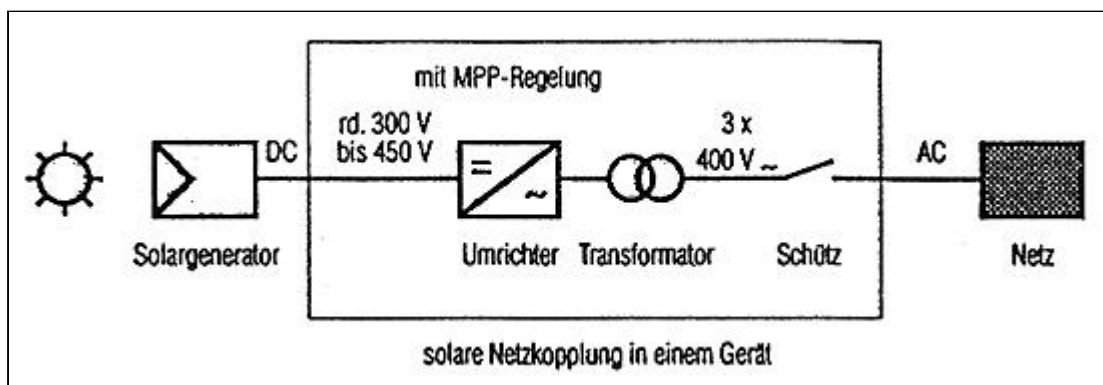 mit MPP-Regelung
rd. 300 V
bis 450 V
3 x
400 V ~
DC
AC
=
~
Solargenerator
Umrichter
Transformator
Schütz
Netz
solare Netzkopplung in einem Gerät